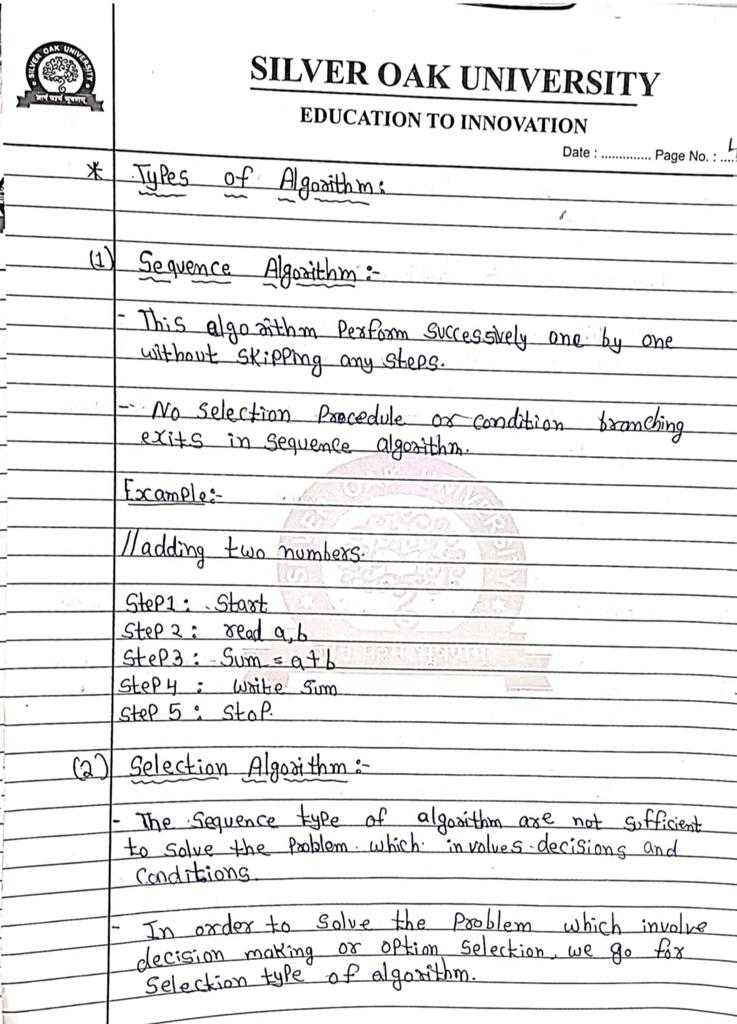 SILVER OAK UNIVERSITY
SILVER OAK UNIVERSITY
EDUCATION TO INNOVATION
Date : .............. Page No. : .... 4
* Types of Algorithm:
(1) Sequence Algorithm :-
- This algorithm Perform successively one by one
without skipping any steps.
- No selection Procedule or condition branching
exits in sequence algorithm.
Example:-
//adding two numbers.
Step1 : Start
Step 2 : read a,b
Step3 : Sum = a+b
Step 4 : write sum
Step 5 : Stop.
(2) Selection Algorithm :-
- The sequence type of algorithm are not sufficient
to solve the Problem which involves decisions and
Conditions.
- In order to solve the Problem which involve
decision making or option selection, we go for
Selection type of algorithm.